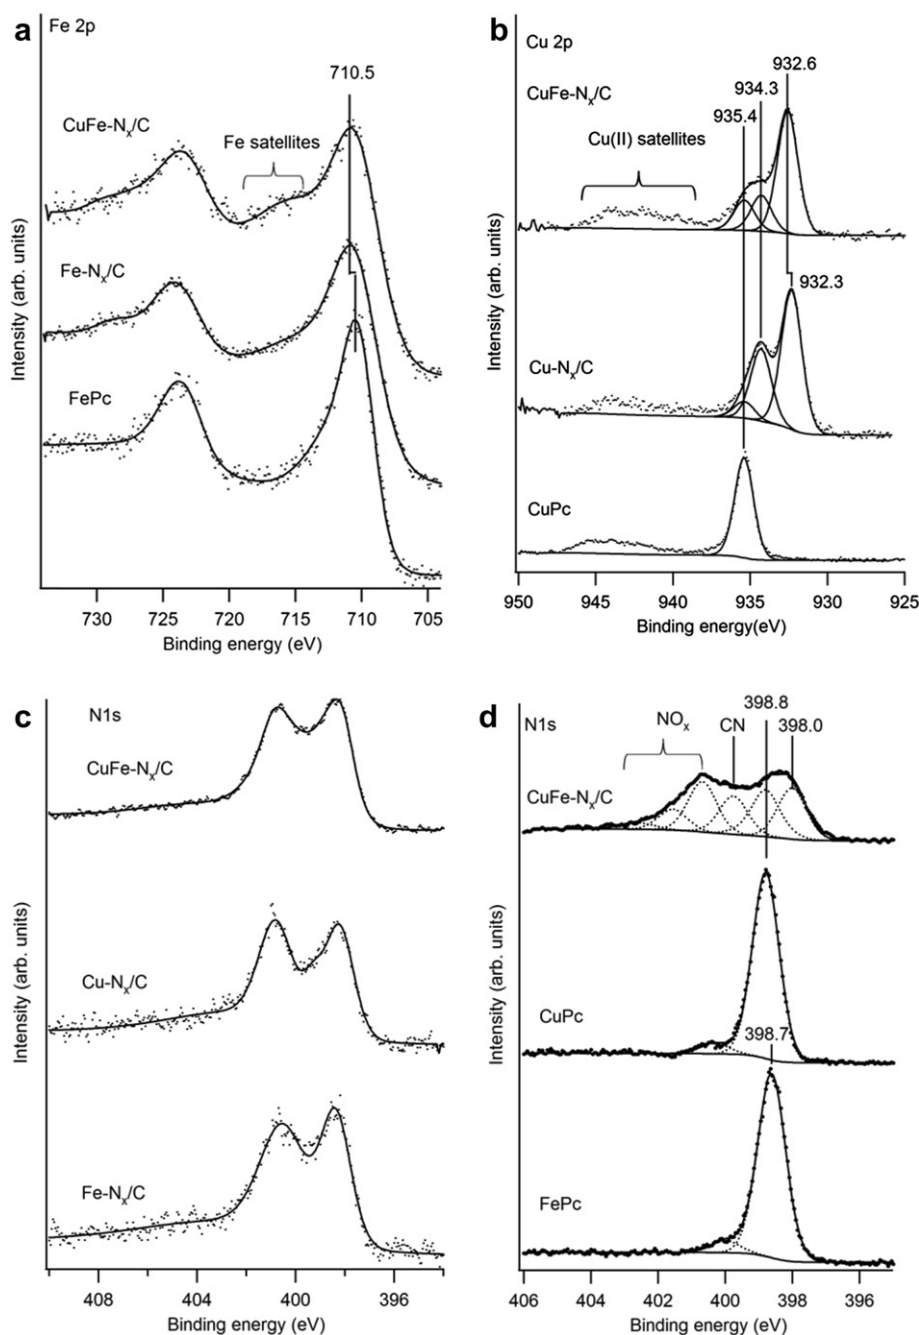 a
Fe 2p
710.5
CuFe-Nx/C
Fe satellites
Fe-Nx/C
FePc
Intensity (arb. units)
730
725
720
715
710
705
Binding energy (eV)
b
Cu 2p
932.6
CuFe-Nx/C
934.3
935.4
Cu(II) satellites
932.3
Cu-Nx/C
CuPc
Intensity (arb. units)
950
945
940
935
930
925
Binding energy(eV)
c
N1s
CuFe-Nx/C
Cu-Nx/C
Fe-Nx/C
Intensity (arb. units)
408
404
400
396
Binding energy (eV)
d
398.8
N1s
NOx
CN
398.0
CuFe-Nx/C
CuPc
398.7
FePc
Intensity (arb. units)
406
404
402
400
398
396
Binding energy (eV)